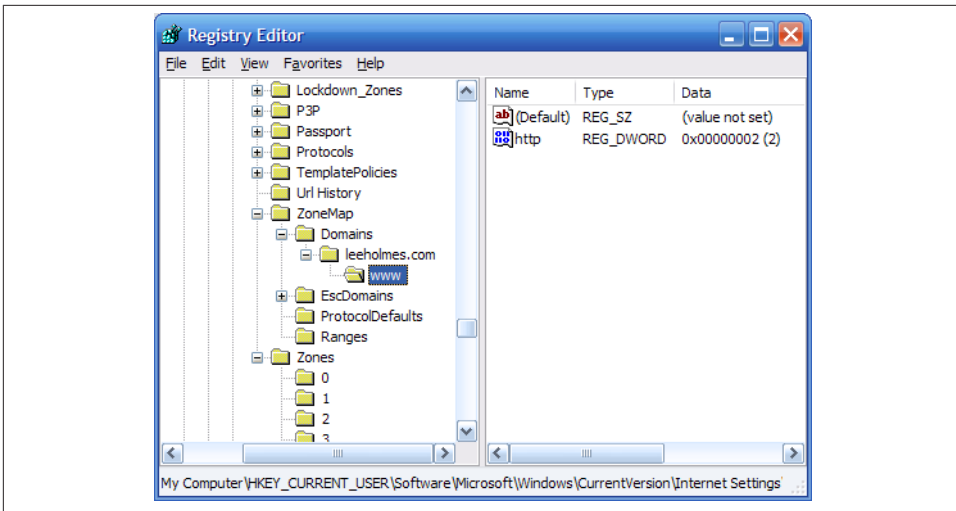 Registry Editor
File Edit View Favorites Help
Lockdown_Zones
P3P
Passport
Protocols
TemplatePolicies
Url History
ZoneMap
Domains
leeholmes.com
www
EscDomains
ProtocolDefaults
Ranges
Zones
0
1
2
3
Name Type Data
(Default) REG_SZ (value not set)
http REG_DWORD 0x00000002 (2)
My Computer\HKEY_CURRENT_USER\Software\Microsoft\Windows\CurrentVersion\Internet Settings